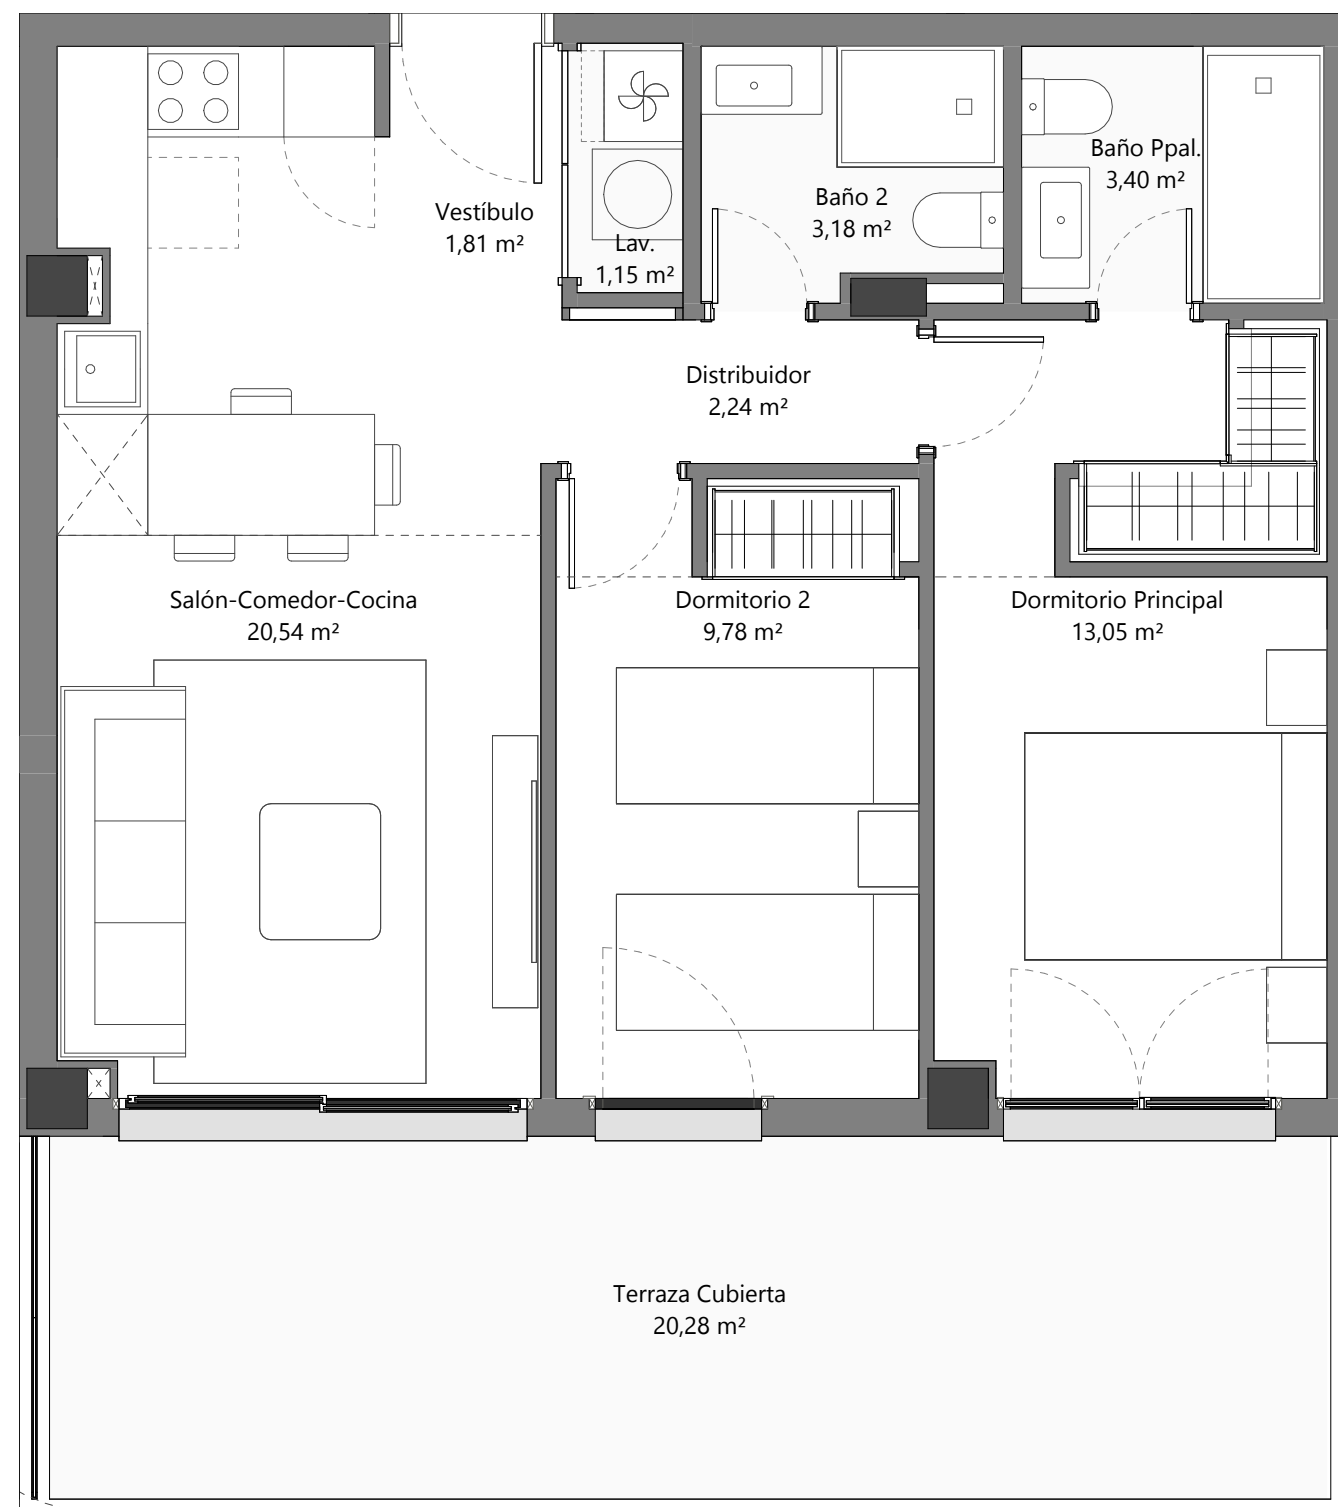 Baño Ppal.
3,40 m²
Baño 2
3,18 m²
Vestíbulo
1,81 m²
Lav.
1,15 m²
Distribuidor
2,24 m²
Salón-Comedor-Cocina
20,54 m²
Dormitorio 2
9,78 m²
Dormitorio Principal
13,05 m²
Terraza Cubierta
20,28 m²